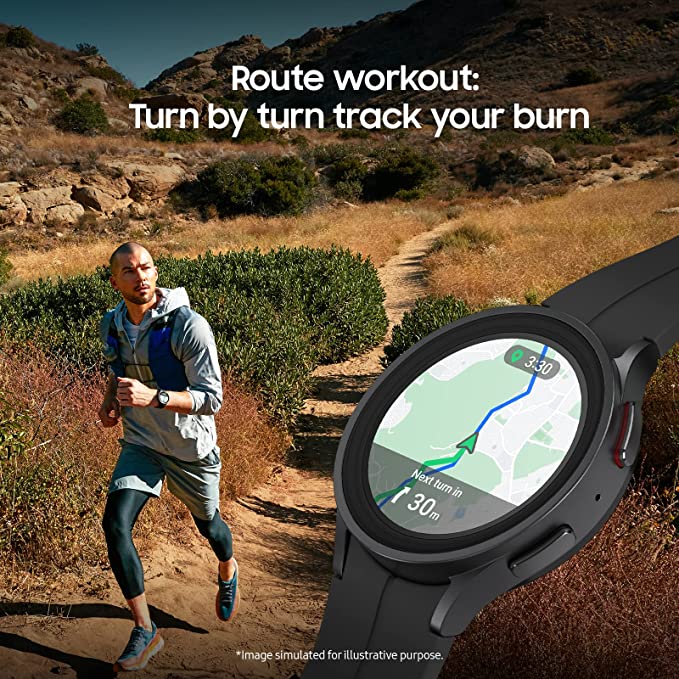 Route workout:
Turn by turn track your burn
3:30
Next turn in
30m
*Image simulated for illustrative purpose.